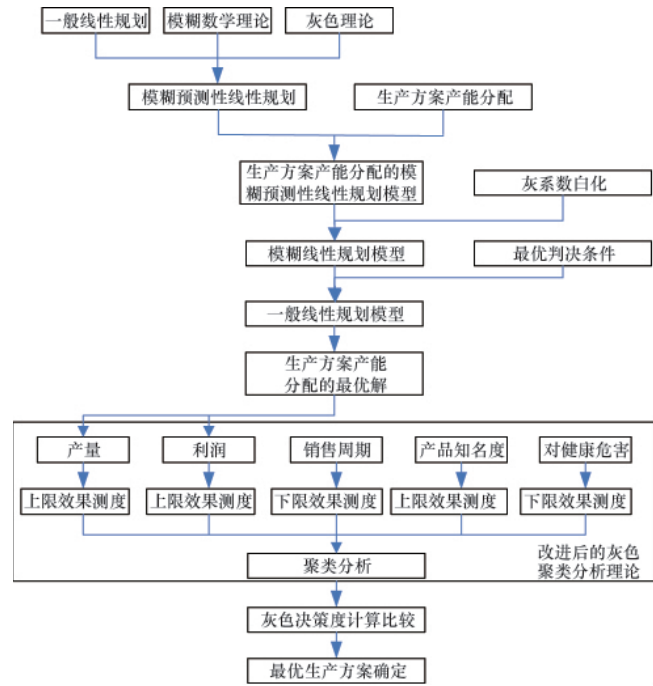 一般线性规划
模糊数学理论
灰色理论
模糊预测性线性规划
生产方案产能分配
生产方案产能分配的模
糊预测性线性规划模型
灰系数白化
模糊线性规划模型
最优判决条件
一般线性规划模型
生产方案产能
分配的最优解
产量
利润
销售周期
产品知名度
对健康危害
上限效果测度
上限效果测度
下限效果测度
上限效果测度
下限效果测度
改进后的灰色
聚类分析理论
聚类分析
灰色决策度计算比较
最优生产方案确定